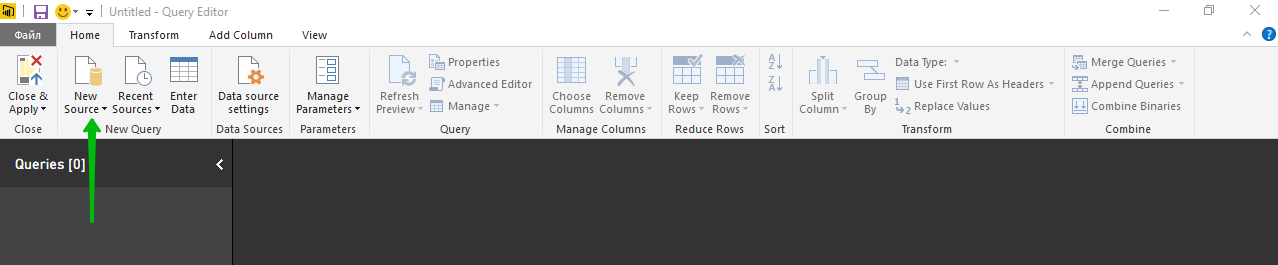 Untitled - Query Editor
Файл Home Transform Add Column View
Close & Apply
New Source
Recent Sources
Enter Data
Data source settings
Manage Parameters
Refresh Preview
Properties
Advanced Editor
Manage
Choose Columns
Remove Columns
Keep Rows
Remove Rows
A
Z
Z
A
Split Column
Group By
Data Type:
Use First Row As Headers
1
2
Replace Values
Merge Queries
Append Queries
Combine Binaries
Close New Query Data Sources Parameters Query Manage Columns Reduce Rows Sort Transform Combine
Queries [0]